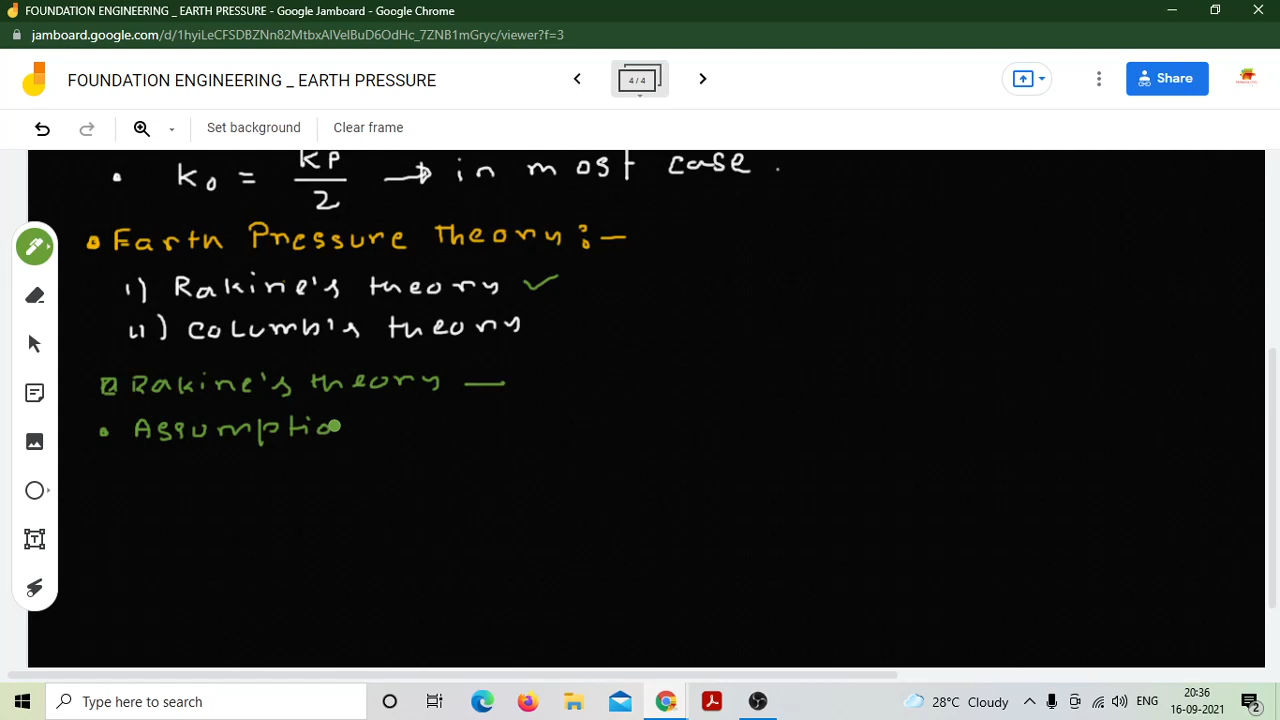 FOUNDATION ENGINEERING _ EARTH PRESSURE - Google Jamboard - Google Chrome
jamboard.google.com/d/1hyiLeCFSDBZNn82MtbxAlVelBuD6OdHc_7ZNB1mGryc/viewer?f=3
FOUNDATION ENGINEERING _ EARTH PRESSURE
4 / 4
Share
Set background
Clear frame
• K0 = KP/2 → in most case .
• Earth Pressure theory :-
i) Rakine's theory ✓
ii) Columb's theory
Rakine's theory —
• Assumptio
Type here to search
28°C Cloudy
ENG
20:36
16-09-2021
2